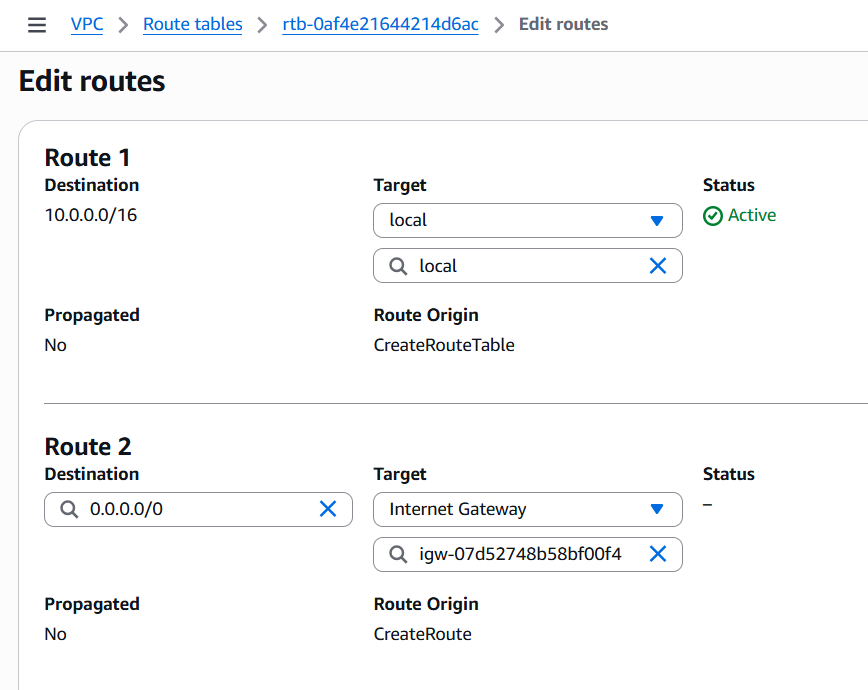 VPC > Route tables > rtb-0af4e21644214d6ac > Edit routes
Edit routes
Route 1
Destination Target Status
10.0.0.0/16 local Active
local
Propagated Route Origin
No CreateRouteTable
Route 2
Destination Target Status
0.0.0.0/0 Internet Gateway –
igw-07d52748b58bf00f4
Propagated Route Origin
No CreateRoute